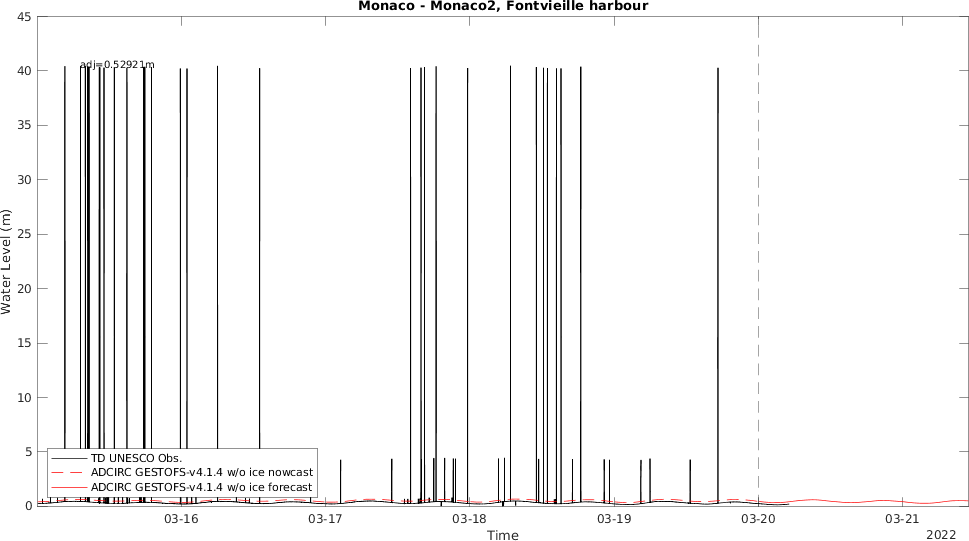 Monaco - Monaco2, Fontvieille harbour
45
40
35
30
25
20
15
10
5
0
Water Level (m)
adj=0.52921m
TD UNESCO Obs.
ADCIRC GESTOFS-v4.1.4 w/o ice nowcast
ADCIRC GESTOFS-v4.1.4 w/o ice forecast
03-16
03-17
03-18
03-19
03-20
03-21
Time
2022